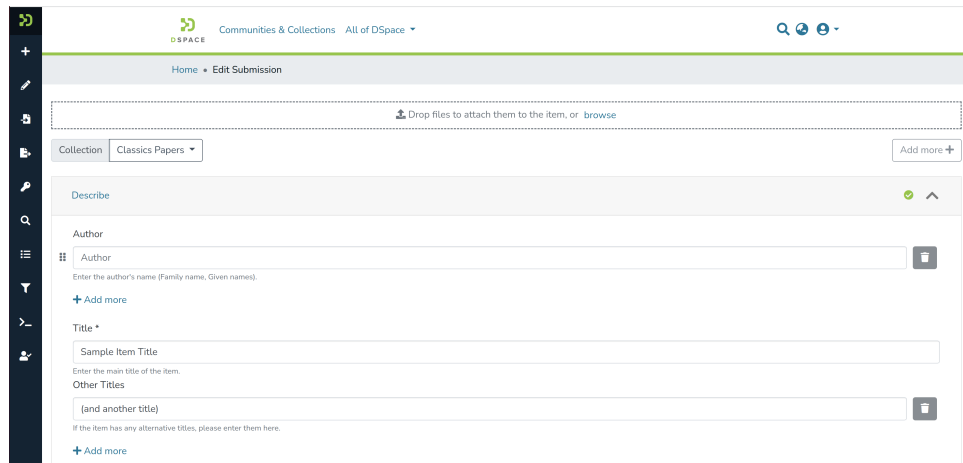 DSPACE
Communities & Collections All of DSpace
Home • Edit Submission
Drop files to attach them to the item, or browse
Collection Classics Papers Add more
Describe
Author
Author
Enter the author's name (Family name, Given names).
Add more
Title *
Sample Item Title
Enter the main title of the item.
Other Titles
(and another title)
If the item has any alternative titles, please enter them here.
Add more